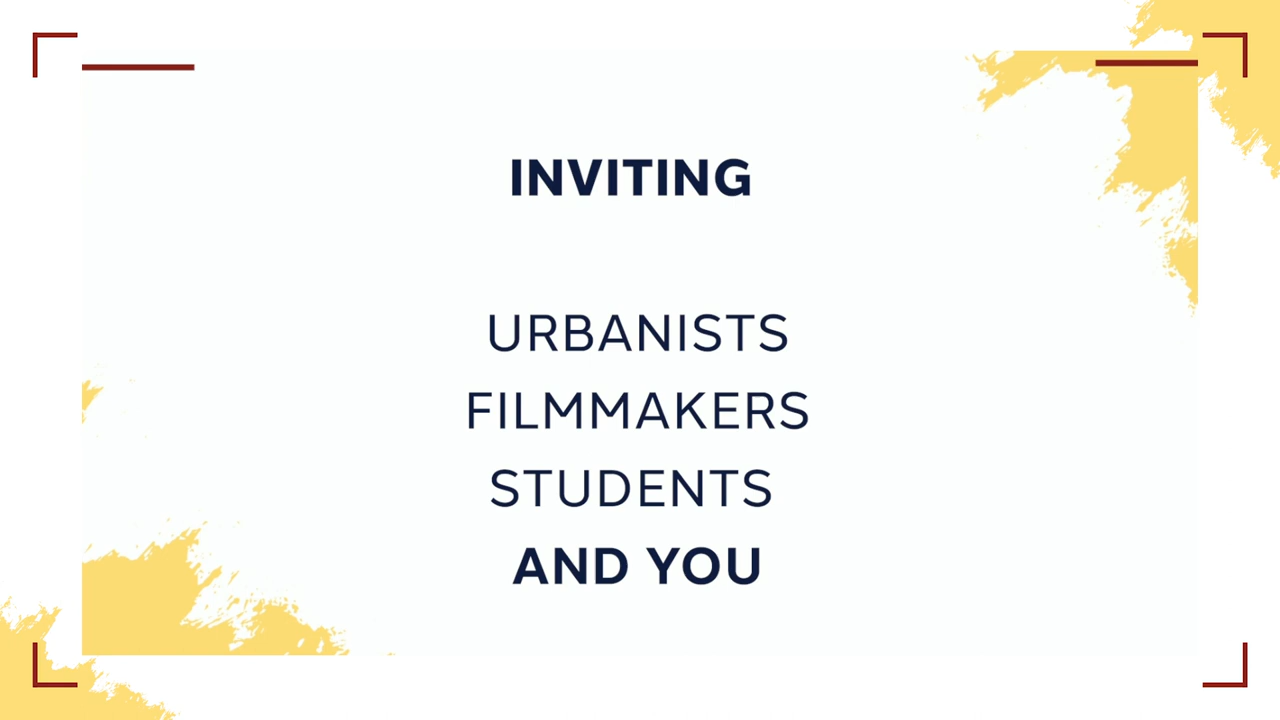 INVITING
URBANISTS
FILMMAKERS
STUDENTS
AND YOU